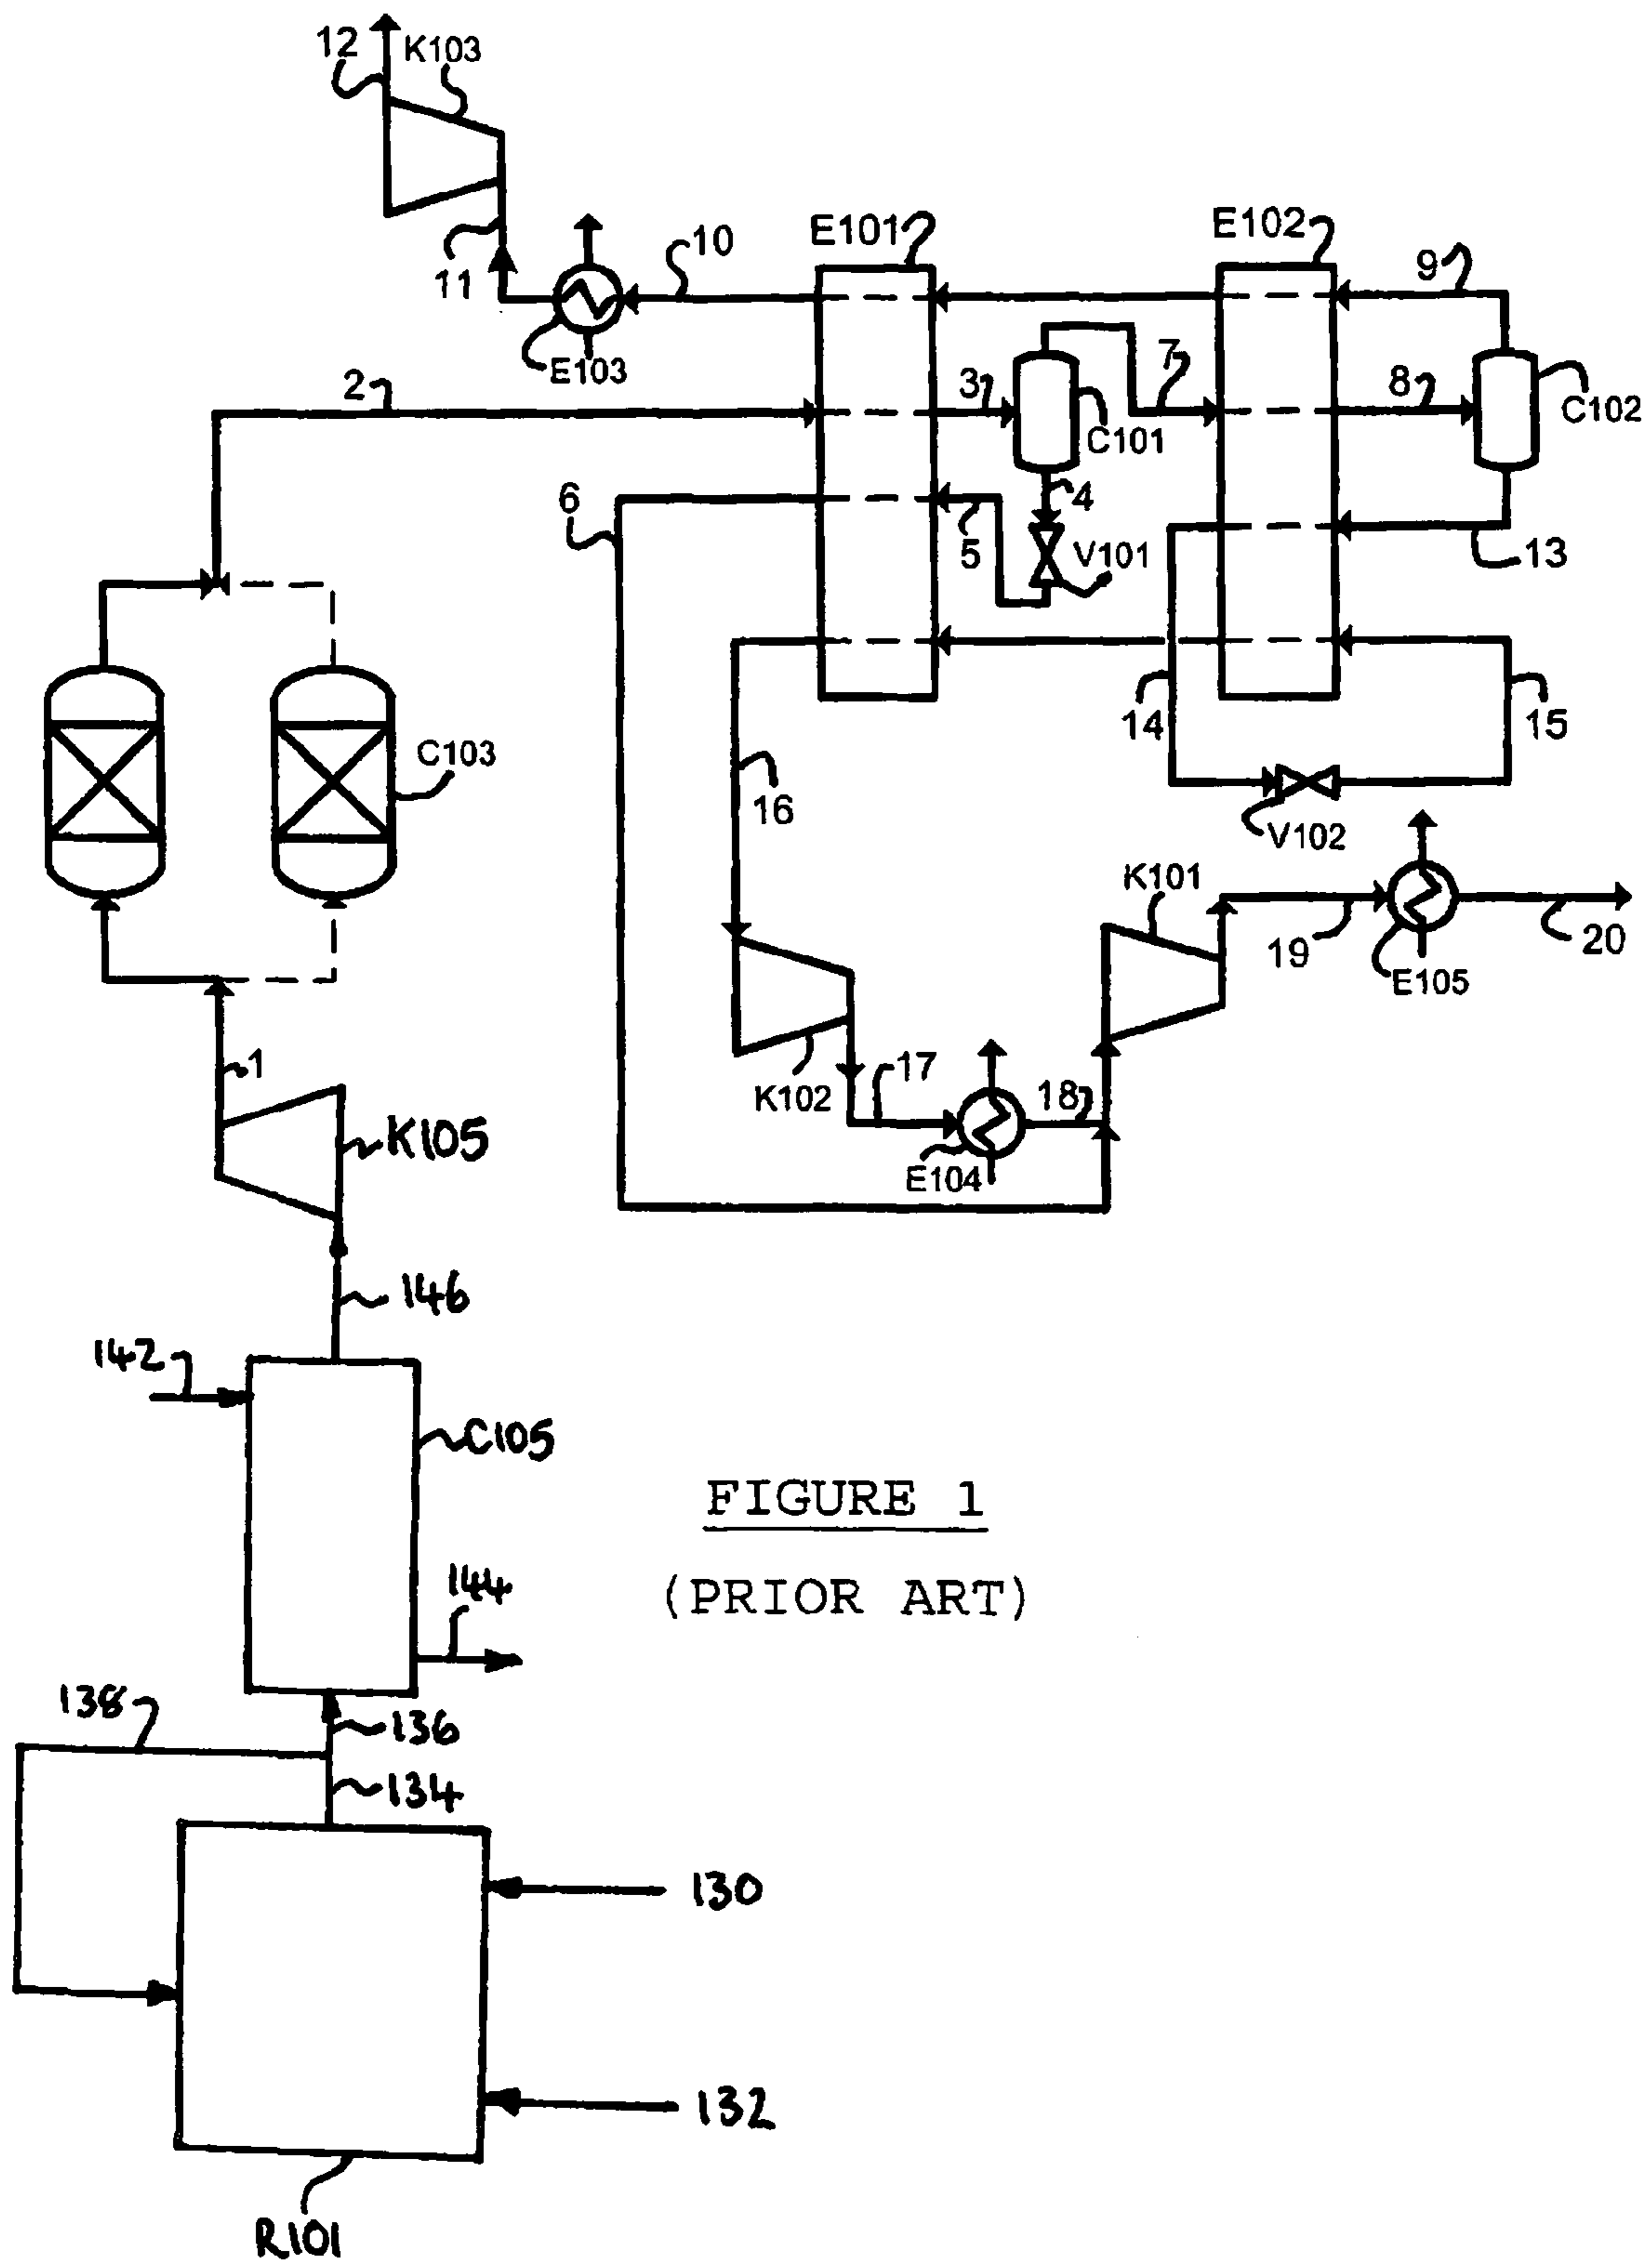 12
K103
11
10
E103
E101
E102
9
2
3
7
8
C101
C102
4
6
5
V101
13
14
15
16
C103
V102
K101
19
20
E105
K102
17
18
E104
1
K105
146
142
C105
FIGURE 1
(PRIOR ART)
144
138
136
134
130
132
R101